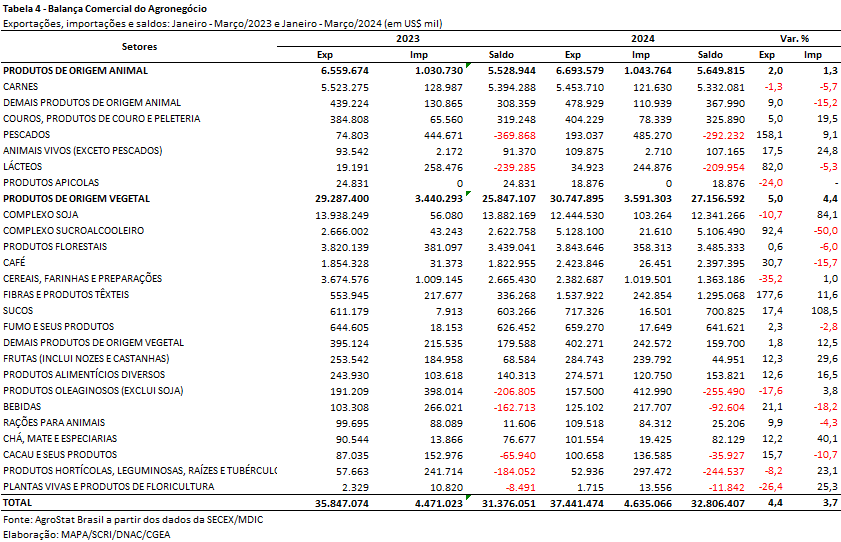 Tabela 4 - Balança Comercial do Agronegócio
Exportações, importações e saldos: Janeiro - Março/2023 e Janeiro - Março/2024 (em US$ mil)
Setores 2023 2024 Var. %
Exp Imp Saldo Exp Imp Saldo Exp Imp
PRODUTOS DE ORIGEM ANIMAL 6.559.674 1.030.730 5.528.944 6.693.579 1.043.764 5.649.815 2,0 1,3
CARNES 5.523.275 128.987 5.394.288 5.453.710 121.630 5.332.081 -1,3 -5,7
DEMAIS PRODUTOS DE ORIGEM ANIMAL 439.224 130.865 308.359 478.929 110.939 367.990 9,0 -15,2
COUROS, PRODUTOS DE COURO E PELETERIA 384.808 65.560 319.248 404.229 78.339 325.890 5,0 19,5
PESCADOS 74.803 444.671 -369.868 193.037 485.270 -292.232 158,1 9,1
ANIMAIS VIVOS (EXCETO PESCADOS) 93.542 2.172 91.370 109.875 2.710 107.165 17,5 24,8
LÁCTEOS 19.191 258.476 -239.285 34.923 244.876 -209.954 82,0 -5,3
PRODUTOS APICOLAS 24.831 0 24.831 18.876 0 18.876 -24,0 -
PRODUTOS DE ORIGEM VEGETAL 29.287.400 3.440.293 25.847.107 30.747.895 3.591.303 27.156.592 5,0 4,4
COMPLEXO SOJA 13.938.249 56.080 13.882.169 12.444.530 103.264 12.341.266 -10,7 84,1
COMPLEXO SUCROALCOOLEIRO 2.666.002 43.243 2.622.758 5.128.100 21.610 5.106.490 92,4 -50,0
PRODUTOS FLORESTAIS 3.820.139 381.097 3.439.041 3.843.646 358.313 3.485.333 0,6 -6,0
CAFÉ 1.854.328 31.373 1.822.955 2.423.846 26.451 2.397.395 30,7 -15,7
CEREAIS, FARINHAS E PREPARAÇÕES 3.674.576 1.009.145 2.665.430 2.382.687 1.019.501 1.363.186 -35,2 1,0
FIBRAS E PRODUTOS TÊXTEIS 553.945 217.677 336.268 1.537.922 242.854 1.295.068 177,6 11,6
SUCOS 611.179 7.913 603.266 717.326 16.501 700.825 17,4 108,5
FUMO E SEUS PRODUTOS 644.605 18.153 626.452 659.270 17.649 641.621 2,3 -2,8
DEMAIS PRODUTOS DE ORIGEM VEGETAL 395.124 215.535 179.588 402.271 242.572 159.700 1,8 12,5
FRUTAS (INCLUI NOZES E CASTANHAS) 253.542 184.958 68.584 284.743 239.792 44.951 12,3 29,6
PRODUTOS ALIMENTÍCIOS DIVERSOS 243.930 103.618 140.313 274.571 120.750 153.821 12,6 16,5
PRODUTOS OLEAGINOSOS (EXCLUI SOJA) 191.209 398.014 -206.805 157.500 412.990 -255.490 -17,6 3,8
BEBIDAS 103.308 266.021 -162.713 125.102 217.707 -92.604 21,1 -18,2
RAÇÕES PARA ANIMAIS 99.695 88.089 11.606 109.518 84.312 25.206 9,9 -4,3
CHÁ, MATE E ESPECIARIAS 90.544 13.866 76.677 101.554 19.425 82.129 12,2 40,1
CACAU E SEUS PRODUTOS 87.035 152.976 -65.940 100.658 136.585 -35.927 15,7 -10,7
PRODUTOS HORTÍCOLAS, LEGUMINOSAS, RAÍZES E TUBÉRCULO 57.663 241.714 -184.052 52.936 297.472 -244.537 -8,2 23,1
PLANTAS VIVAS E PRODUTOS DE FLORICULTURA 2.329 10.820 -8.491 1.715 13.556 -11.842 -26,4 25,3
TOTAL 35.847.074 4.471.023 31.376.051 37.441.474 4.635.066 32.806.407 4,4 3,7
Fonte: AgroStat Brasil a partir dos dados da SECEX/MDIC
Elaboração: MAPA/SCRI/DNAC/CGEA